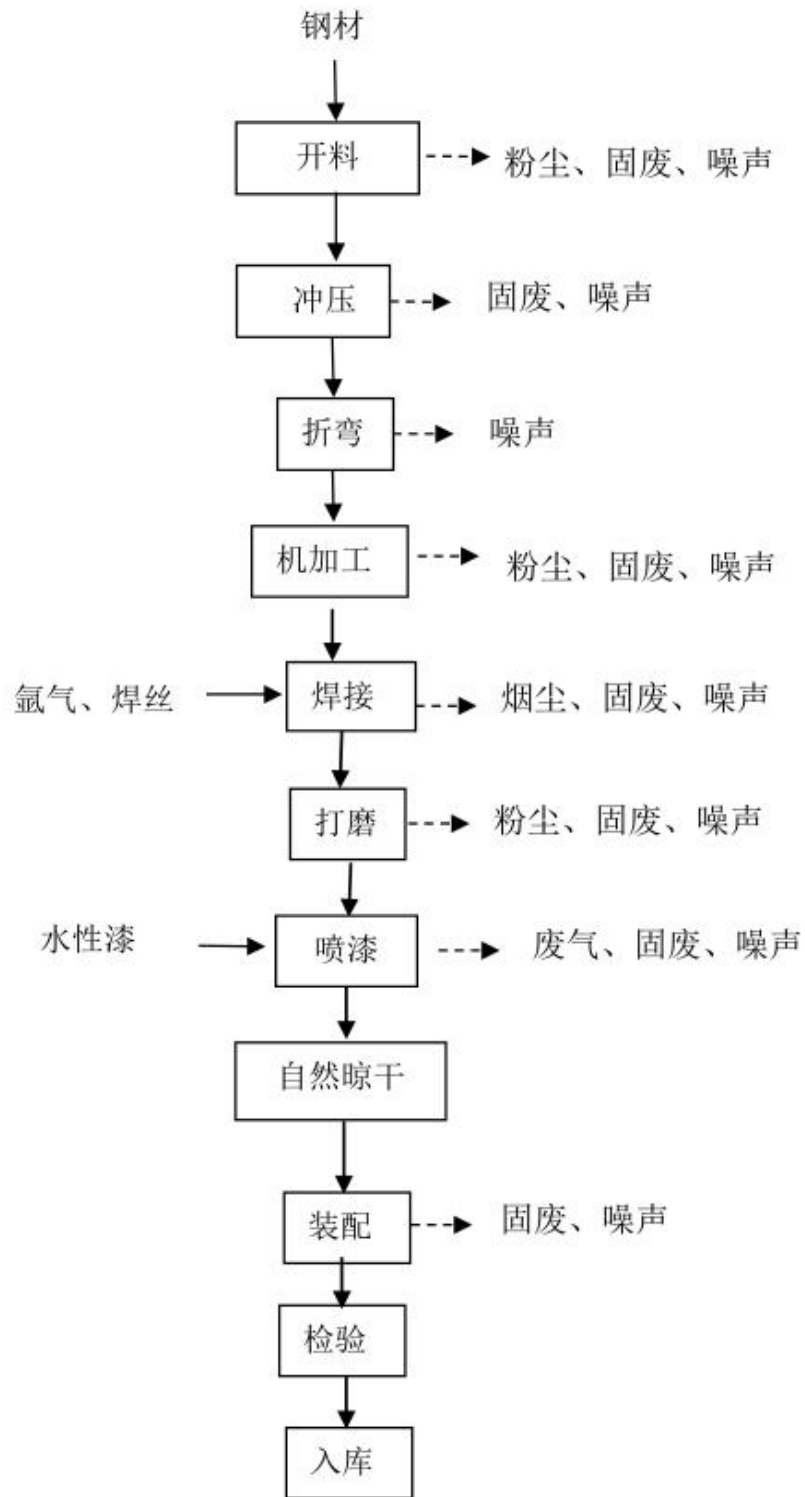 钢材
开料
粉尘、固废、噪声
冲压
固废、噪声
折弯
噪声
机加工
粉尘、固废、噪声
氩气、焊丝
焊接
烟尘、固废、噪声
打磨
粉尘、固废、噪声
水性漆
喷漆
废气、固废、噪声
自然晾干
装配
固废、噪声
检验
入库